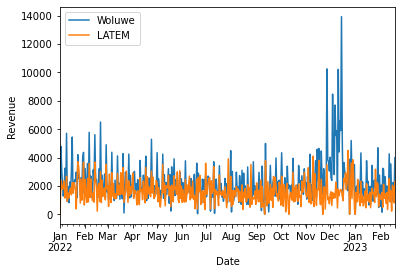 Woluwe
LATEM
14000
12000
10000
8000
6000
4000
2000
0
Revenue
Jan Feb Mar Apr May Jun Jul Aug Sep Oct Nov Dec Jan Feb
2022 2023
Date